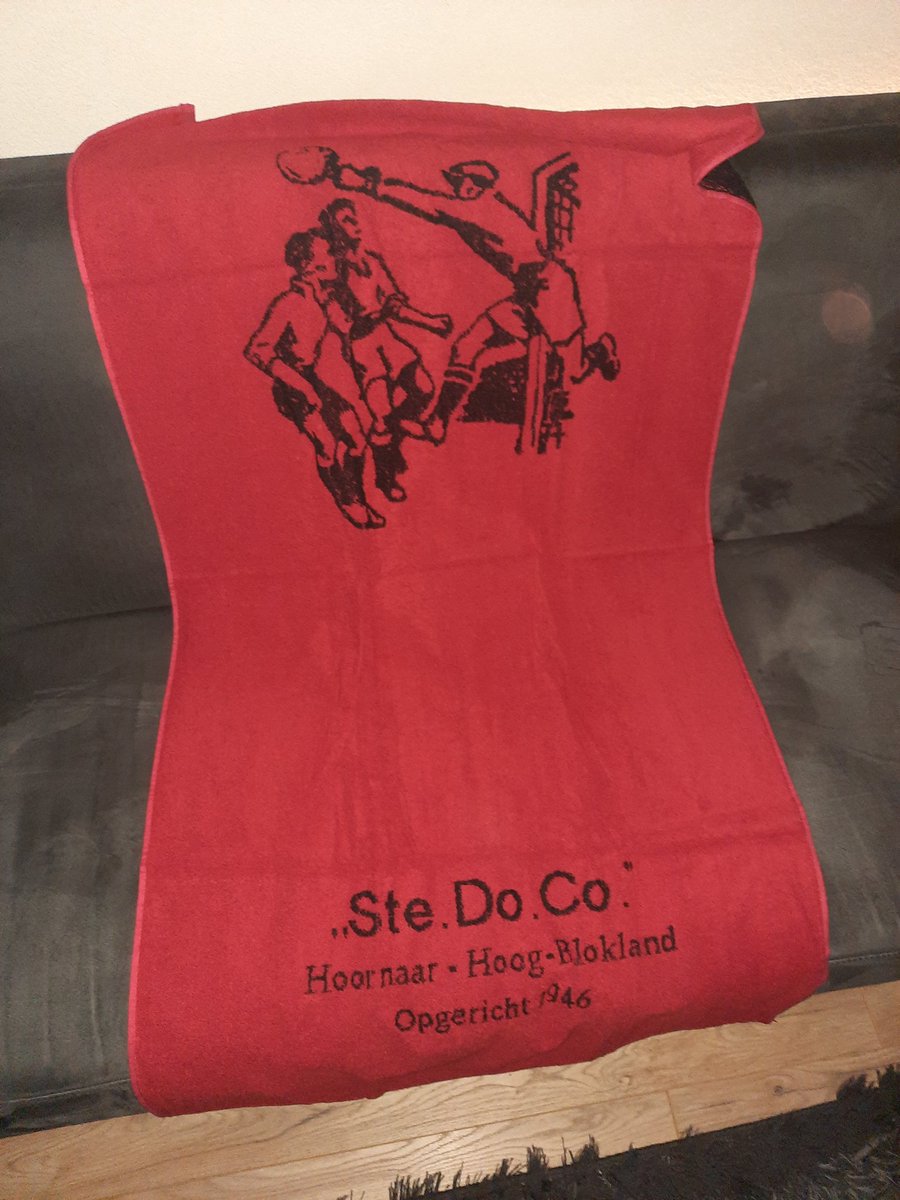 „Ste.Do.Co."
Hoornaar - Hoog-Blokland
Opgericht 1946